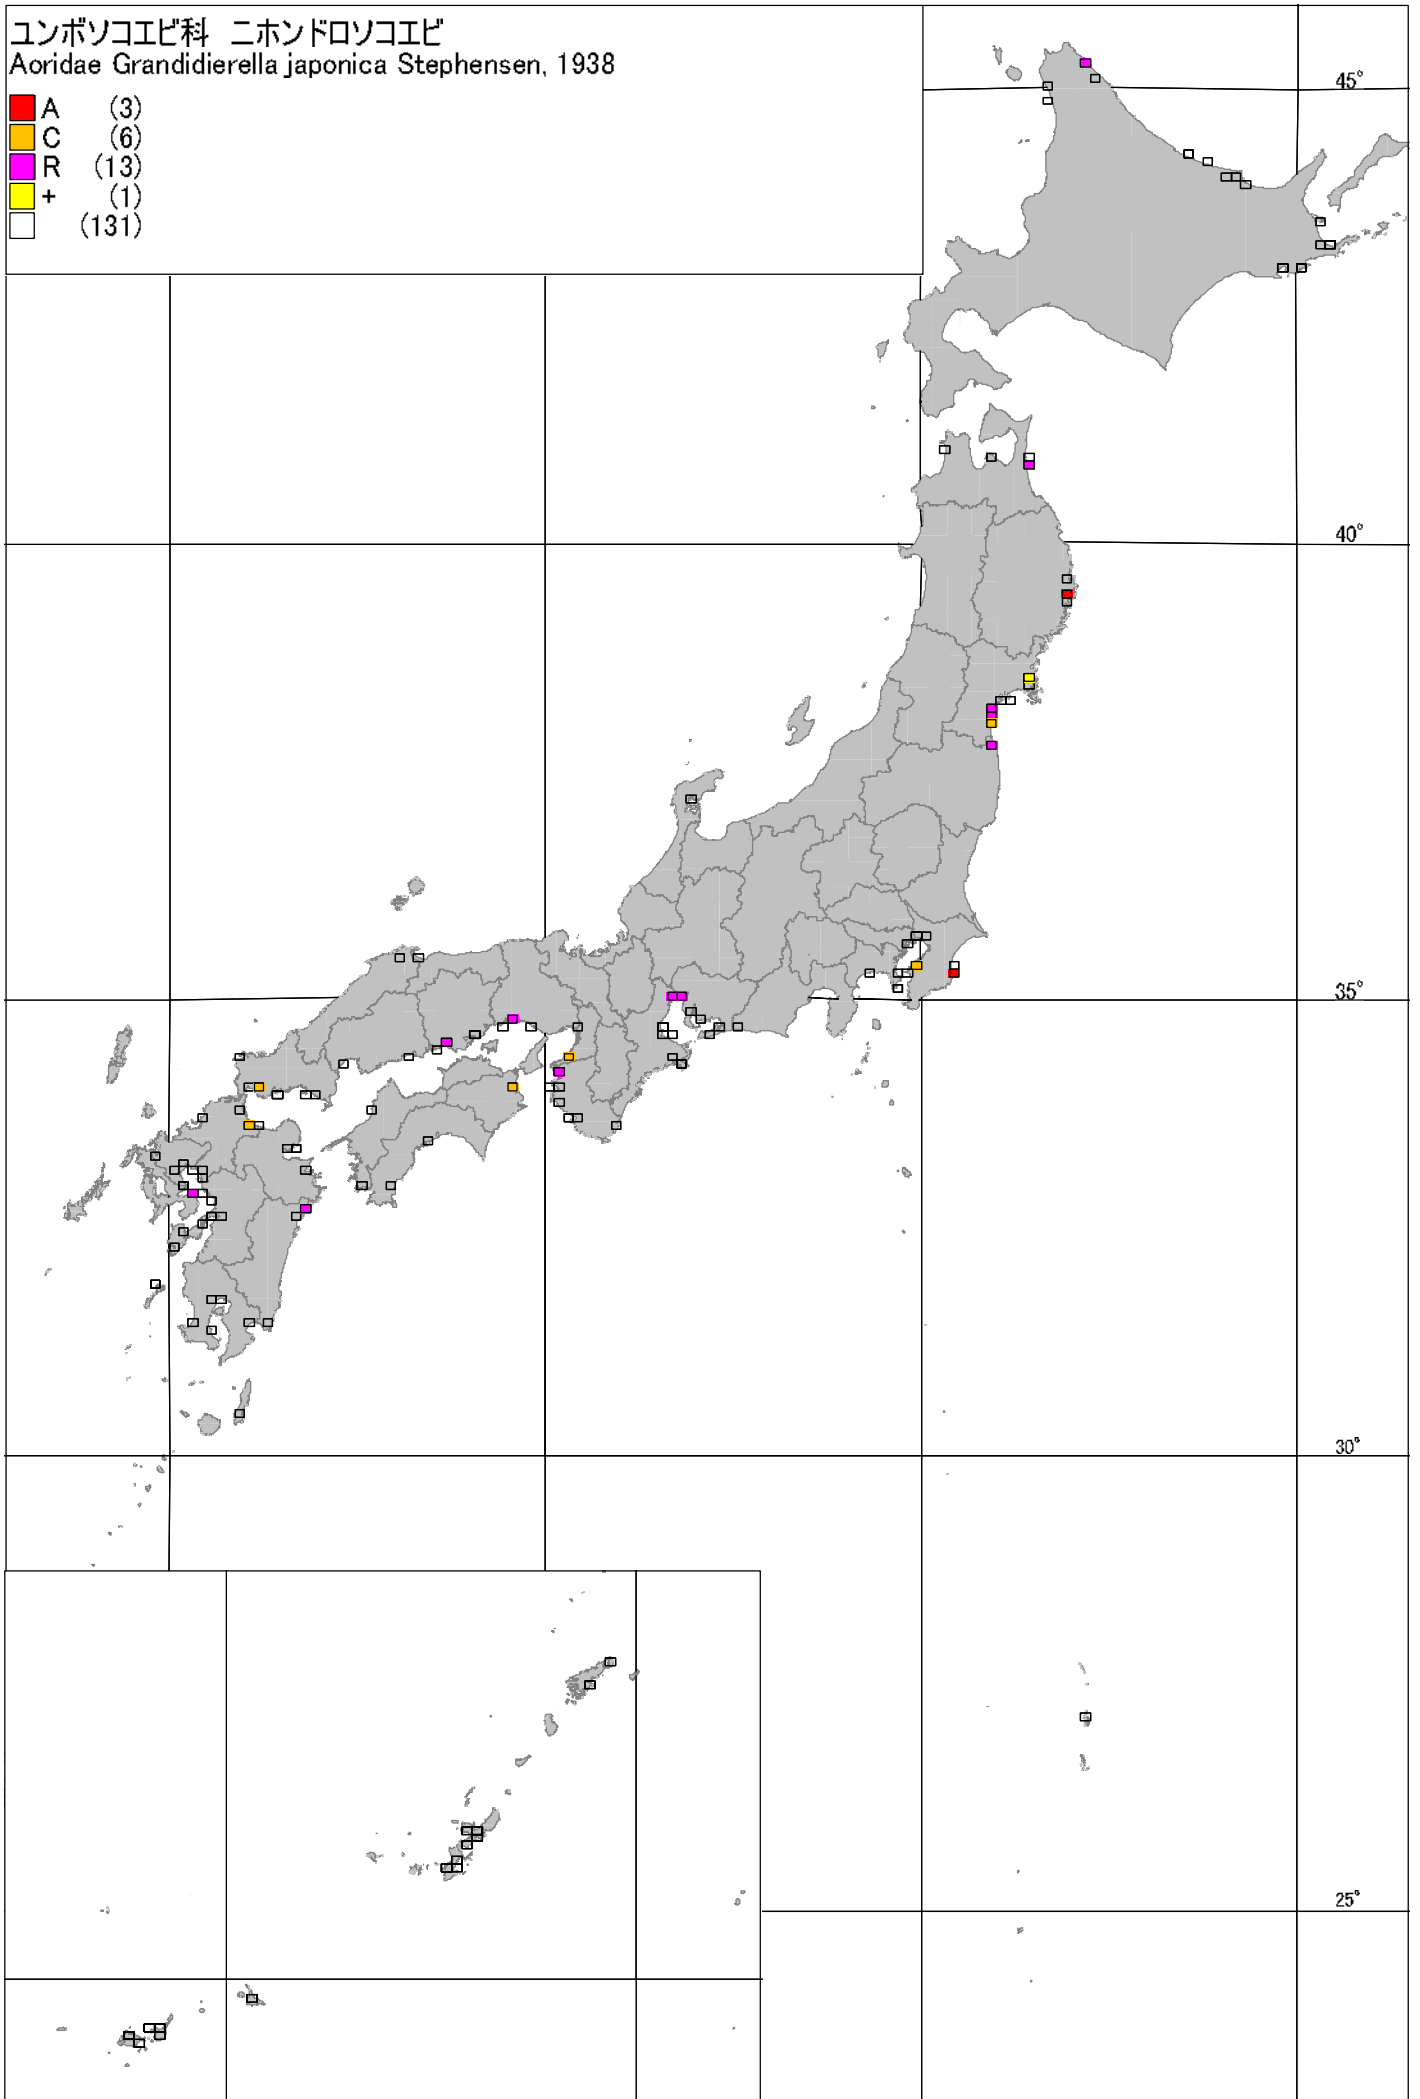 ユンボソコエビ科 ニホンドロソコエビ
Aoridae Grandidierella japonica Stephensen, 1938
A (3)
C (6)
R (13)
+ (1)
(131)
45°
40°
35°
30°
25°